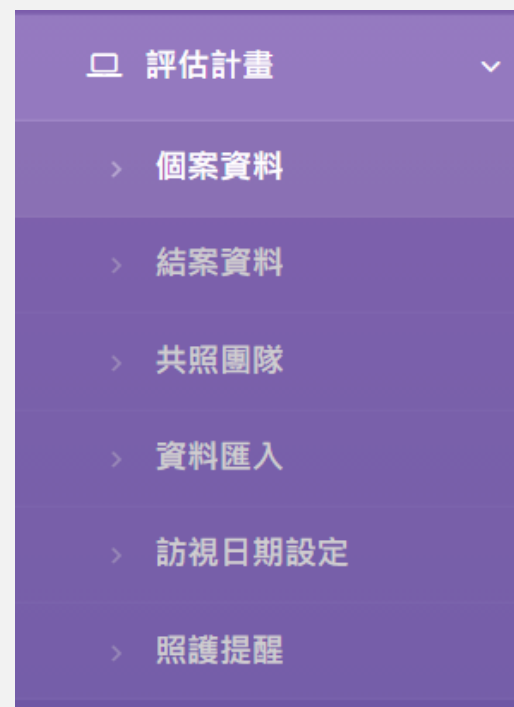 評估計畫
個案資料
結案資料
共照團隊
資料匯入
訪視日期設定
照護提醒